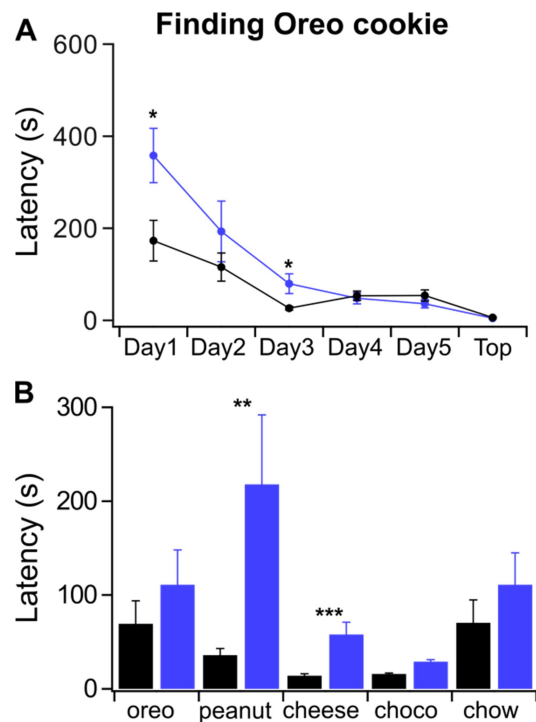 A Finding Oreo cookie
600
400
200
0
Latency (s)
*
*
Day1 Day2 Day3 Day4 Day5 Top
B
300
200
100
0
Latency (s)
**
***
oreo peanut cheese choco chow